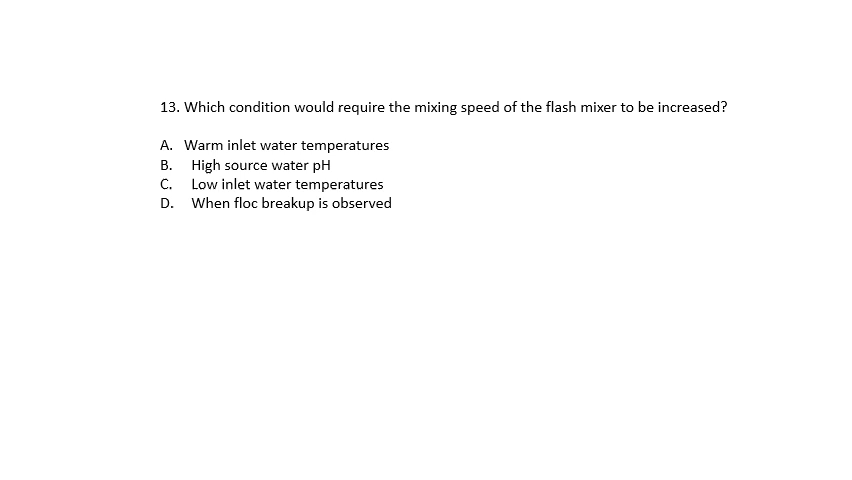 13. Which condition would require the mixing speed of the flash mixer to be increased?
A. Warm inlet water temperatures
B. High source water pH
C. Low inlet water temperatures
D. When floc breakup is observed